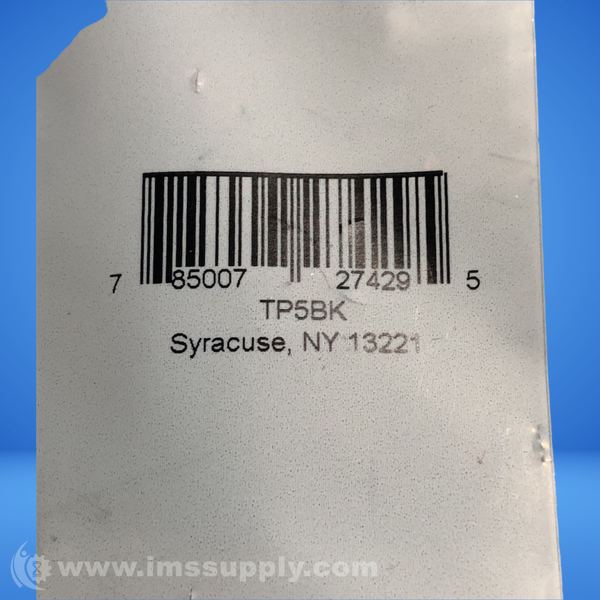 7 85007 27429 5
TP5BK
Syracuse, NY 13221
www.imssupply.com